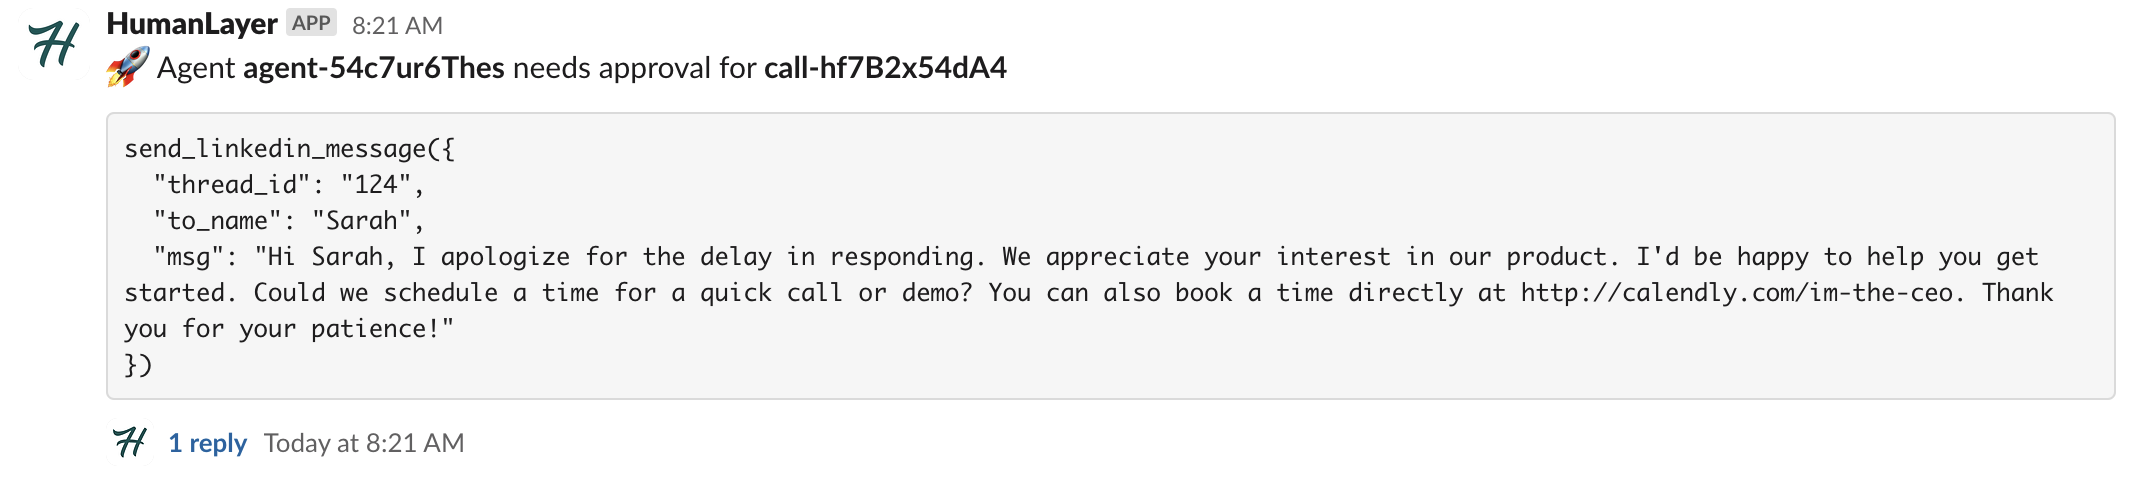 HumanLayer APP 8:21 AM
🚀 Agent agent-54c7ur6Thes needs approval for call-hf7B2x54dA4
send_linkedin_message({
  "thread_id": "124",
  "to_name": "Sarah",
  "msg": "Hi Sarah, I apologize for the delay in responding. We appreciate your interest in our product. I'd be happy to help you get
started. Could we schedule a time for a quick call or demo? You can also book a time directly at http://calendly.com/im-the-ceo. Thank
you for your patience!"
})
1 reply Today at 8:21 AM